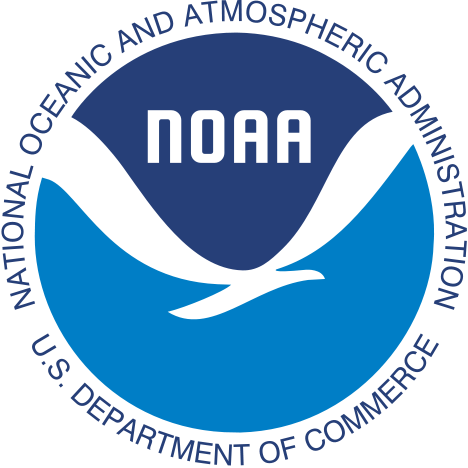 NATIONAL OCEANIC AND ATMOSPHERIC ADMINISTRATION
NOAA
U.S. DEPARTMENT OF COMMERCE